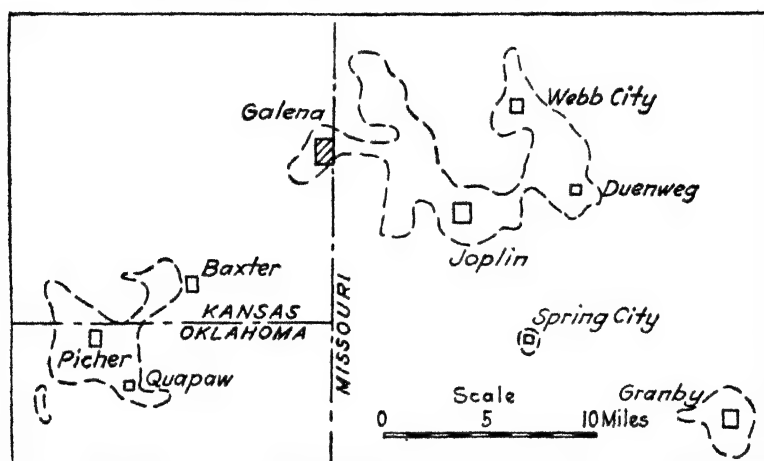 Webb City
Galena
Duenweg
Joplin
Baxter
KANSAS
OKLAHOMA
MISSOURI
Spring City
Picher
Quapaw
Granby
Scale
0 5 10 Miles